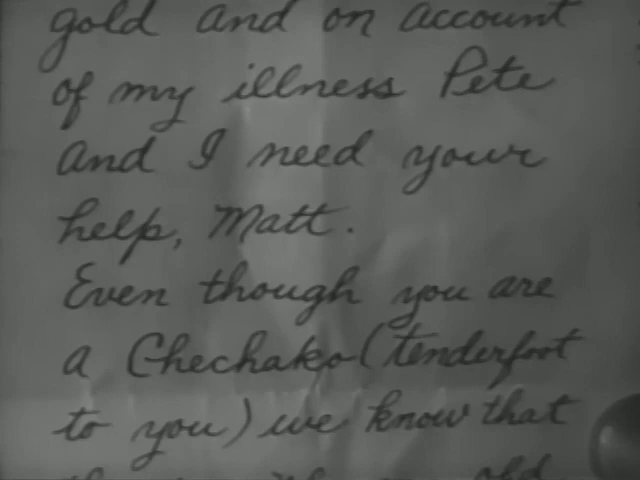 gold and on account
of my illness Pete
and I need your
help, Matt.
Even though you are
a Chechako (tenderfoot
to you) we know that
old